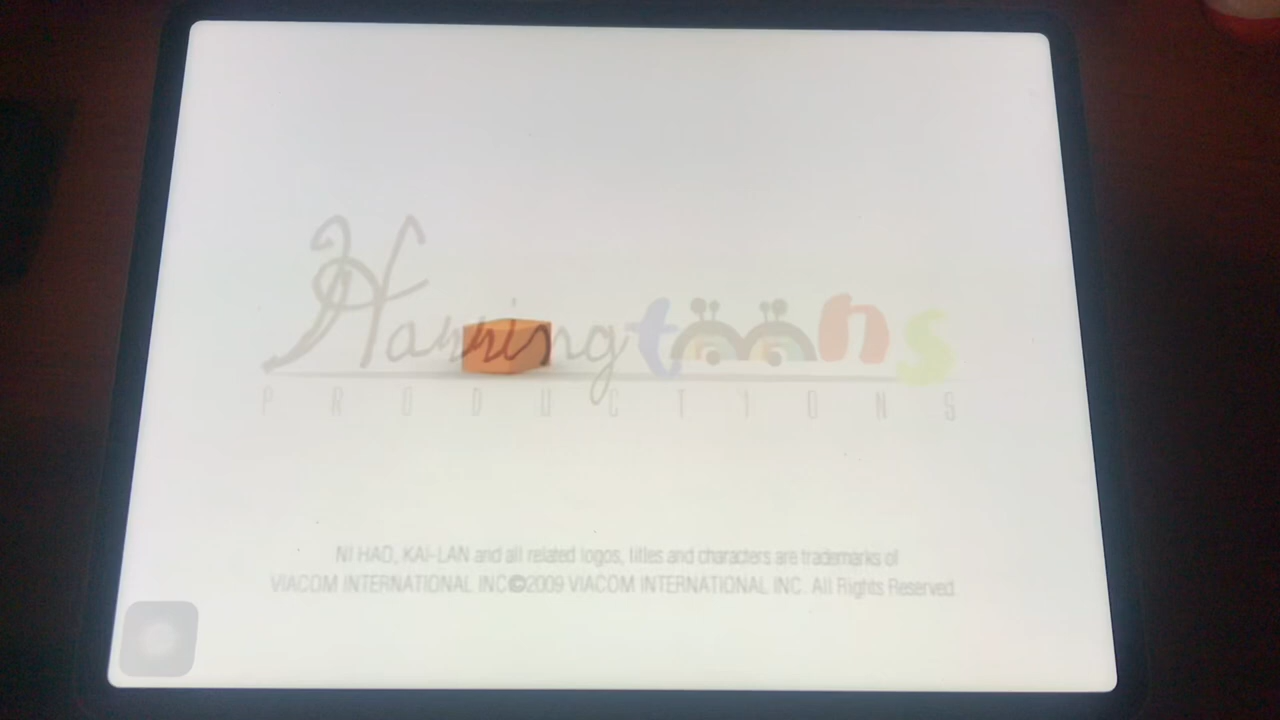 Harringtoons
PRODUCTIONS
NI HAO, KAI-LAN and all related logos, titles and characters are trademarks of
VIACOM INTERNATIONAL INC©2009 VIACOM INTERNATIONAL INC. All Rights Reserved.